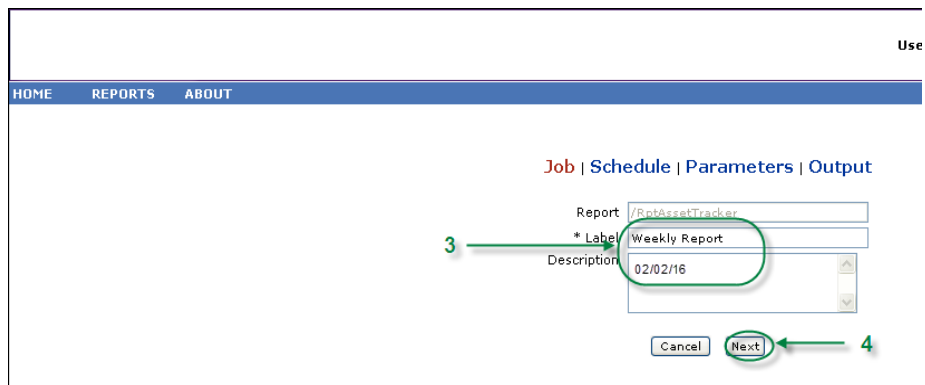 Use
HOME REPORTS ABOUT
Job | Schedule | Parameters | Output
Report /RptAssetTracker
3 * Label Weekly Report
Description 02/02/16
Cancel Next 4